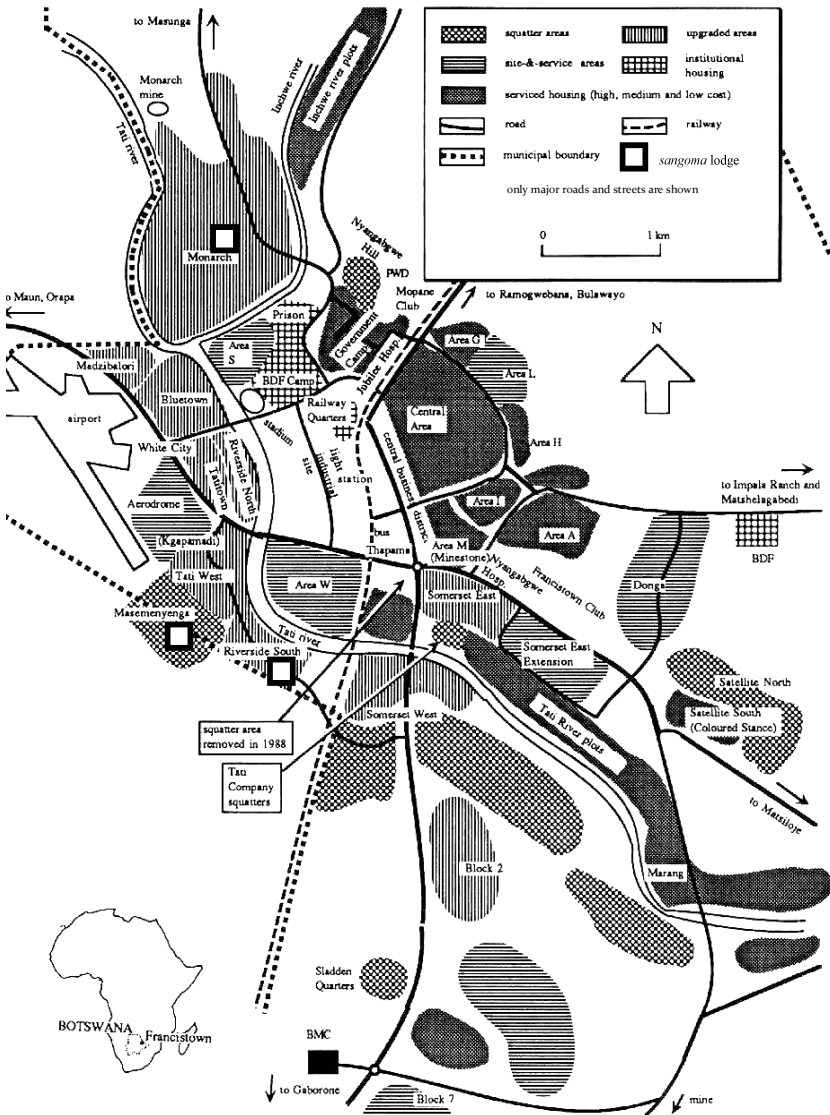 to Masunga
Monarch
mine
Tati river
Inchwe river
Inchwe river plots
squatter areas
upgraded areas
site-&-service areas
institutional
housing
serviced housing (high, medium and low cost)
road
railway
municipal boundary
sangoma lodge
only major roads and streets are shown
0
1 km
Nyangabgwe
Hill
PWD
Mopane
Club
Monarch
to Maun, Orapa
to Ramogwebana, Bulawayo
Prison
Government
Camp
Area
S
Jubilee Hosp.
Area G
Area L
N
Madzibalori
BDF Camp
Bluetown
Railway
Quarters
Central
Area
airport
stadium
White City
Area H
Riverside North
Tatitown
light
industrial
site
station
central business
district
to Impala Ranch and
Matshelagabedi
Aerodrome
Area I
(Kgapamadi)
bus
Thapama
Area M
(Minestone)
Area A
BDF
Tati West
Area W
Nyangabgwe
Hosp.
Francistown Club
Donga
Masemenyenga
Somerset East
Tati river
Riverside South
Somerset East
Extension
Satellite North
Somerset West
Tati River plots
Satellite South
(Coloured Stance)
squatter area
removed in 1988
Tati
Company
squatters
to Matsiloje
Block 2
Marang
Sladden
Quarters
BOTSWANA
Francistown
BMC
to Gaborone
Block 7
mine